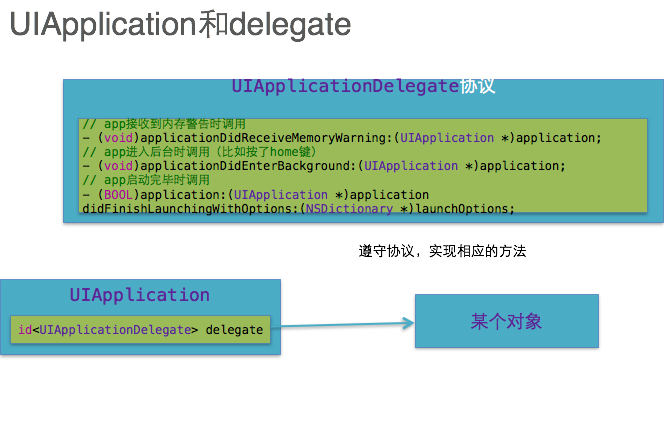 UIApplication和delegate
UIApplicationDelegate协议
// app接收到内存警告时调用
- (void)applicationDidReceiveMemoryWarning:(UIApplication *)application;
// app进入后台时调用（比如按了home键）
- (void)applicationDidEnterBackground:(UIApplication *)application;
// app启动完毕时调用
- (BOOL)application:(UIApplication *)application
didFinishLaunchingWithOptions:(NSDictionary *)launchOptions;
遵守协议，实现相应的方法
UIApplication
id<UIApplicationDelegate> delegate
某个对象